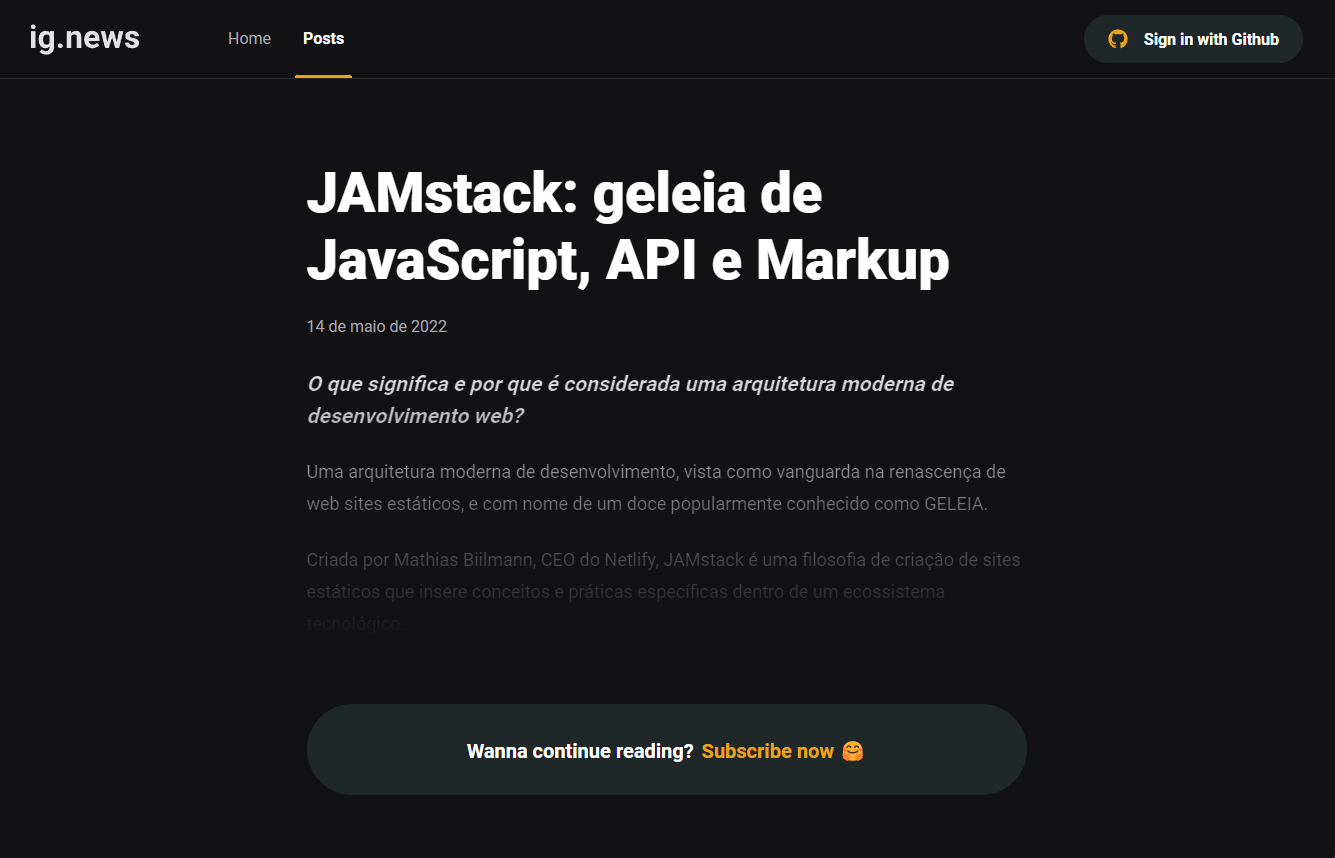 ig.news
Home
Posts
Sign in with Github
JAMstack: geleia de
JavaScript, API e Markup
14 de maio de 2022
O que significa e por que é considerada uma arquitetura moderna de
desenvolvimento web?
Uma arquitetura moderna de desenvolvimento, vista como vanguarda na renascença de
web sites estáticos, e com nome de um doce popularmente conhecido como GELEIA.
Criada por Mathias Biilmann, CEO do Netlify, JAMstack é uma filosofia de criação de sites
estáticos que insere conceitos e práticas específicas dentro de um ecossistema
tecnológico
Wanna continue reading? Subscribe now 🤗